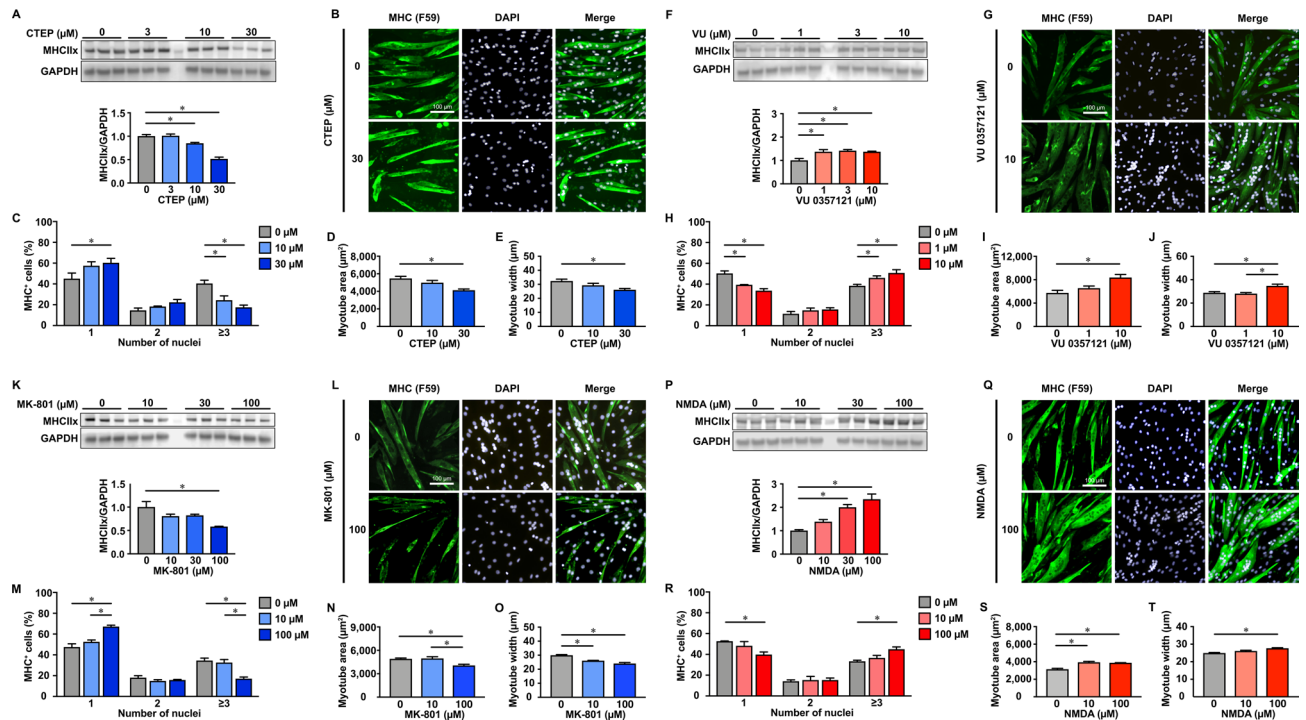 A
CTEP (μM) 0 3 10 30
MHCIIx
GAPDH
MHCIIx/GAPDH
1.5
1.0
0.5
0.0
* *
0 3 10 30
CTEP (μM)
B
MHC (F59) DAPI Merge
CTEP (μM)
0
30
100 μm
C
MHC⁺ cells (%)
100
80
60
40
20
0
* * *
0 μM
10 μM
30 μM
1 2 ≥3
Number of nuclei
D
Myotube area (μm²)
8,000
6,000
4,000
2,000
0
*
0 10 30
CTEP (μM)
E
Myotube width (μm)
60
50
40
30
20
10
0
*
0 10 30
CTEP (μM)
F
VU (μM) 0 1 3 10
MHCIIx
GAPDH
MHCIIx/GAPDH
3
2
1
0
* * *
0 1 3 10
VU 0357121 (μM)
G
MHC (F59) DAPI Merge
VU 0357121 (μM)
0
10
100 μm
H
MHC⁺ cells (%)
100
80
60
40
20
0
* * * *
0 μM
1 μM
10 μM
1 2 ≥3
Number of nuclei
I
Myotube area (μm²)
12,000
8,000
4,000
0
*
0 1 10
VU 0357121 (μM)
J
Myotube width (μm)
60
40
20
0
* *
0 1 10
VU 0357121 (μM)
K
MK-801 (μM) 0 10 30 100
MHCIIx
GAPDH
MHCIIx/GAPDH
1.5
1.0
0.5
0.0
*
0 10 30 100
MK-801 (μM)
L
MHC (F59) DAPI Merge
MK-801 (μM)
0
100
100 μm
M
MHC⁺ cells (%)
100
80
60
40
20
0
* * * *
0 μM
10 μM
100 μM
1 2 ≥3
Number of nuclei
N
Myotube area (μm²)
9,000
6,000
3,000
0
* *
0 10 100
MK-801 (μM)
O
Myotube width (μm)
60
50
40
30
20
10
0
* *
0 10 100
MK-801 (μM)
P
NMDA (μM) 0 10 30 100
MHCIIx
GAPDH
MHCIIx/GAPDH
3
2
1
0
* *
0 10 30 100
NMDA (μM)
Q
MHC (F59) DAPI Merge
NMDA (μM)
0
100
100 μm
R
MHC⁺ cells (%)
100
80
60
40
20
0
* *
0 μM
10 μM
100 μM
1 2 ≥3
Number of nuclei
S
Myotube area (μm²)
8,000
6,000
4,000
2,000
0
* *
0 10 100
NMDA (μM)
T
Myotube width (μm)
60
40
20
0
*
0 10 100
NMDA (μM)